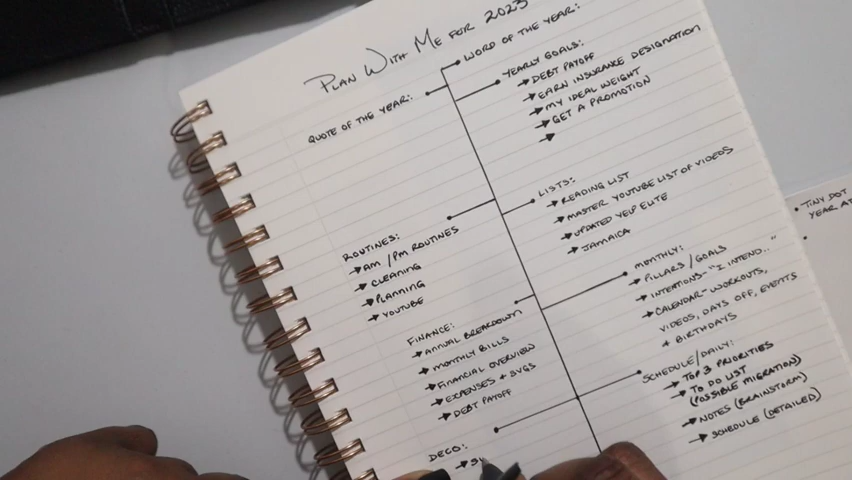 PLAN WITH ME FOR 2023
WORD OF THE YEAR:
QUOTE OF THE YEAR:
YEARLY GOALS:
→ DEBT PAYOFF
→ EARN INSURANCE DESIGNATION
→ MY IDEAL WEIGHT
→ GET A PROMOTION
→
LISTS:
→ READING LIST
→ MASTER YOUTUBE LIST OF VIDEOS
→ UPDATED YELP ELITE
→ JAMAICA
ROUTINES:
→ AM/PM ROUTINES
→ CLEANING
→ PLANNING
→ YOUTUBE
MONTHLY:
→ PILLARS/GOALS
→ INTENTIONS- "I INTEND.."
→ CALENDAR- WORKOUTS,
VIDEOS, DAYS OFF, EVENTS
+ BIRTHDAYS
FINANCE:
→ ANNUAL BREAKDOWN
→ MONTHLY BILLS
→ FINANCIAL OVERVIEW
→ EXPENSES + SVGS
→ DEBT PAYOFF
SCHEDULE/DAILY:
→ TOP 3 PRIORITIES
→ TO DO LIST
(POSSIBLE MIGRATION)
→ NOTES (BRAINSTORM)
→ SCHEDULE (DETAILED)
DECO:
• TINY DOT
YEAR AT